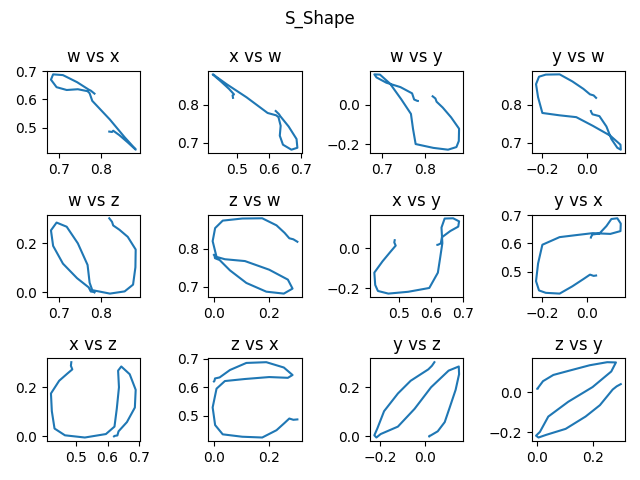 S_Shape
w vs x
x vs w
w vs y
y vs w
0.7
0.6
0.5
0.7 0.8
0.8
0.7
0.5 0.6 0.7
0.0
−0.2
0.7 0.8
0.8
0.7
−0.2 0.0
w vs z
z vs w
x vs y
y vs x
0.2
0.0
0.7 0.8
0.8
0.7
0.0 0.2
0.0
−0.2
0.5 0.6 0.7
0.7
0.6
0.5
−0.2 0.0
x vs z
z vs x
y vs z
z vs y
0.2
0.0
0.5 0.6 0.7
0.7
0.6
0.5
0.0 0.2
0.2
0.0
−0.2 0.0
0.0
−0.2
0.0 0.2